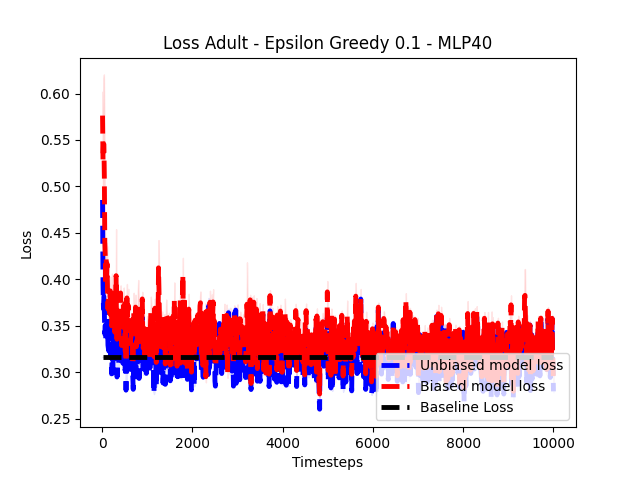 Loss Adult - Epsilon Greedy 0.1 - MLP40
0.60
0.55
0.50
0.45
0.40
0.35
0.30
0.25
Loss
Unbiased model loss
Biased model loss
Baseline Loss
0 2000 4000 6000 8000 10000
Timesteps